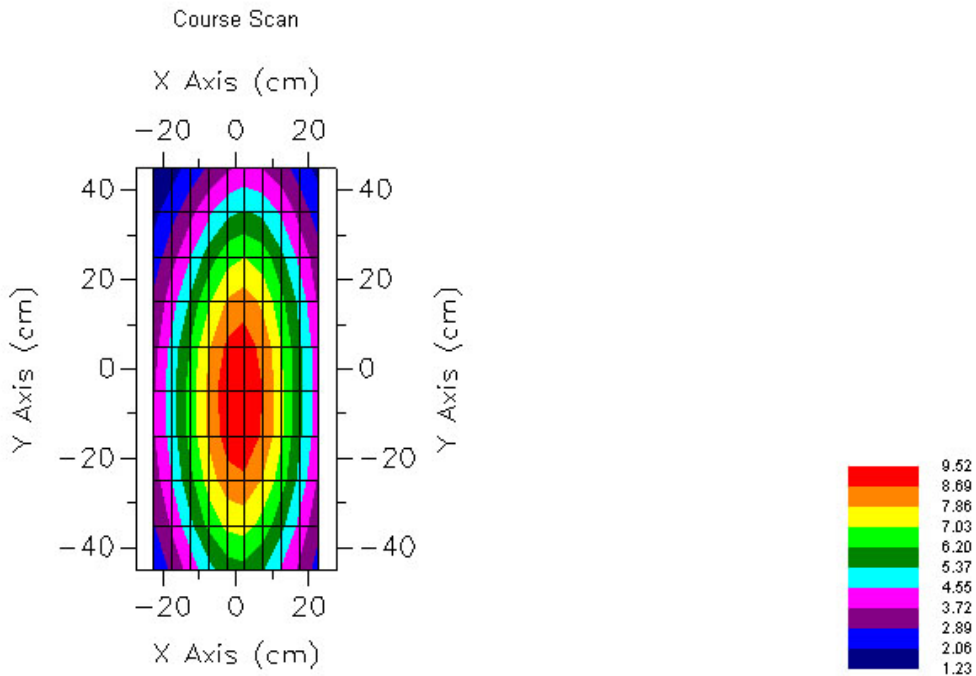 Course Scan
X Axis (cm)
−20 0 20
40 40
20 20
0 0
−20 −20
−40 −40
Y Axis (cm)
Y Axis (cm)
−20 0 20
X Axis (cm)
9.52
8.69
7.86
7.03
6.20
5.37
4.55
3.72
2.89
2.06
1.23